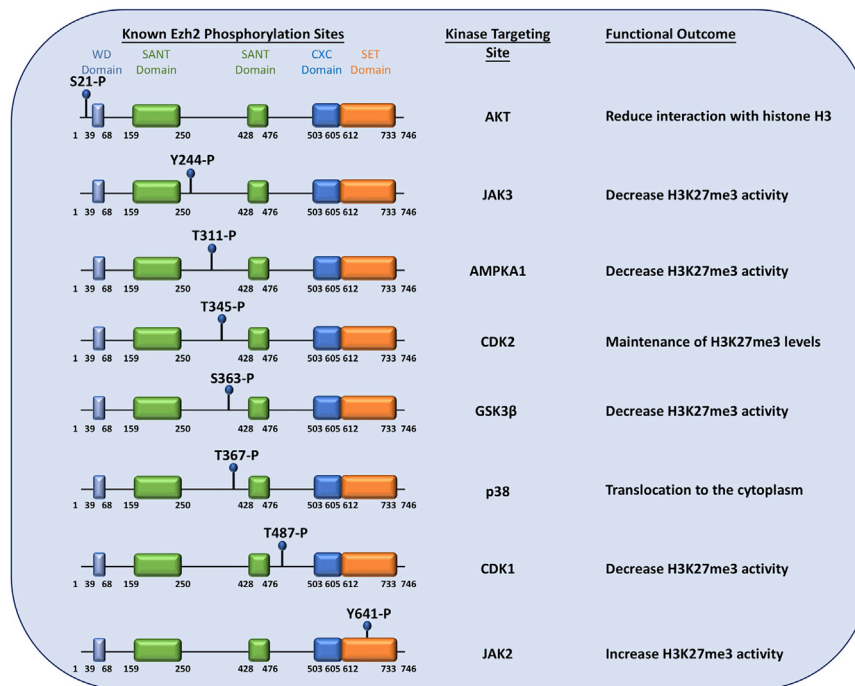 Known Ezh2 Phosphorylation Sites Kinase Targeting Functional Outcome
Site
WD SANT SANT CXC SET
Domain Domain Domain Domain Domain
S21-P
AKT Reduce interaction with histone H3
1 39 68 159 250 428 476 503 605 612 733 746
Y244-P
JAK3 Decrease H3K27me3 activity
1 39 68 159 250 428 476 503 605 612 733 746
T311-P
AMPKA1 Decrease H3K27me3 activity
1 39 68 159 250 428 476 503 605 612 733 746
T345-P
CDK2 Maintenance of H3K27me3 levels
1 39 68 159 250 428 476 503 605 612 733 746
S363-P
GSK3β Decrease H3K27me3 activity
1 39 68 159 250 428 476 503 605 612 733 746
T367-P
p38 Translocation to the cytoplasm
1 39 68 159 250 428 476 503 605 612 733 746
T487-P
CDK1 Decrease H3K27me3 activity
1 39 68 159 250 428 476 503 605 612 733 746
Y641-P
JAK2 Increase H3K27me3 activity
1 39 68 159 250 428 476 503 605 612 733 746